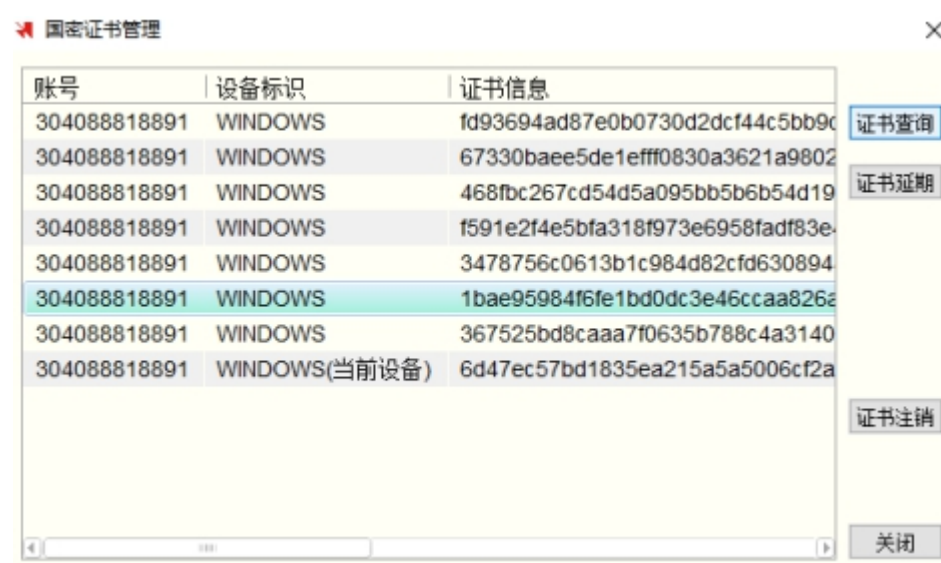 国密证书管理
账号 设备标识 证书信息
304088818891 WINDOWS fd93694ad87e0b0730d2dcf44c5bb9c
证书查询
304088818891 WINDOWS 67330baee5de1efff0830a3621a9802
304088818891 WINDOWS 468fbc267cd54d5a095bb5b6b54d19
证书延期
304088818891 WINDOWS f591e2f4e5bfa318f973e6958fadf83e
304088818891 WINDOWS 3478756c0613b1c984d82cfd630894
304088818891 WINDOWS 1bae95984f6fe1bd0dc3e46ccaa826a
304088818891 WINDOWS 367525bd8caaa7f0635b788c4a3140
304088818891 WINDOWS(当前设备) 6d47ec57bd1835ea215a5a5006cf2a
证书注销
关闭